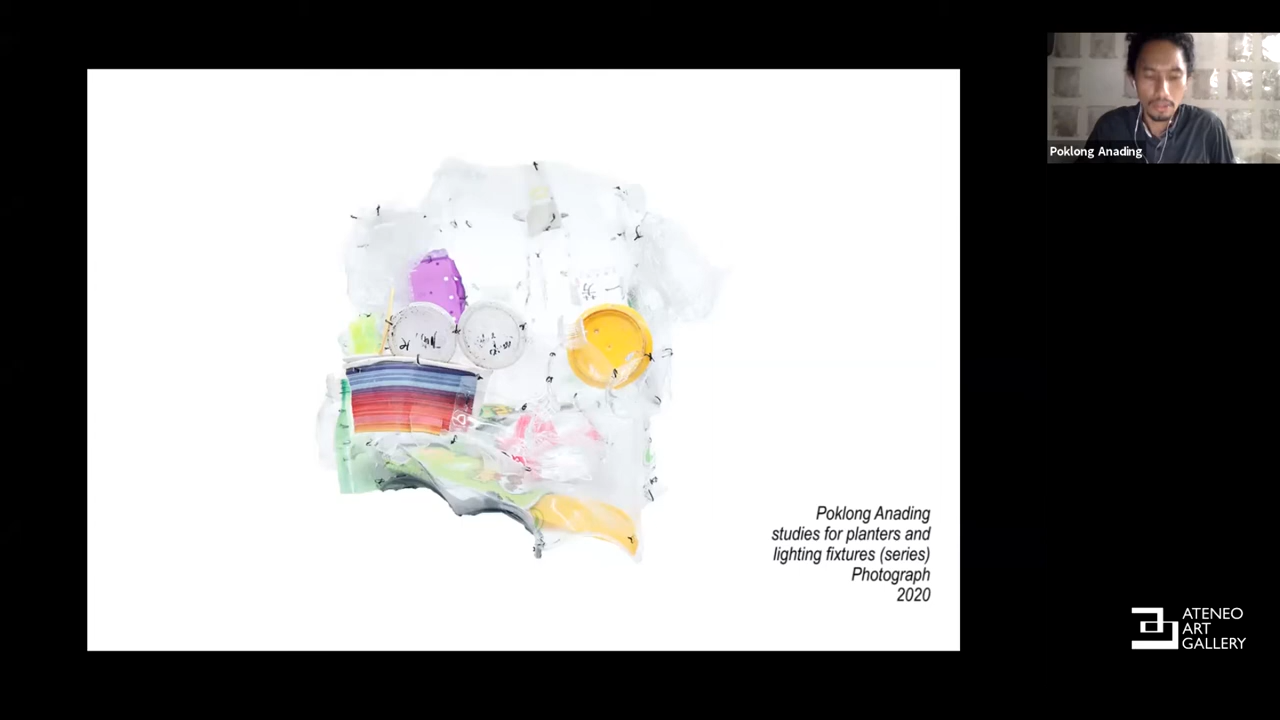 Poklong Anading
Poklong Anading
studies for planters and
lighting fixtures (series)
Photograph
2020
ATENEO
ART
GALLERY